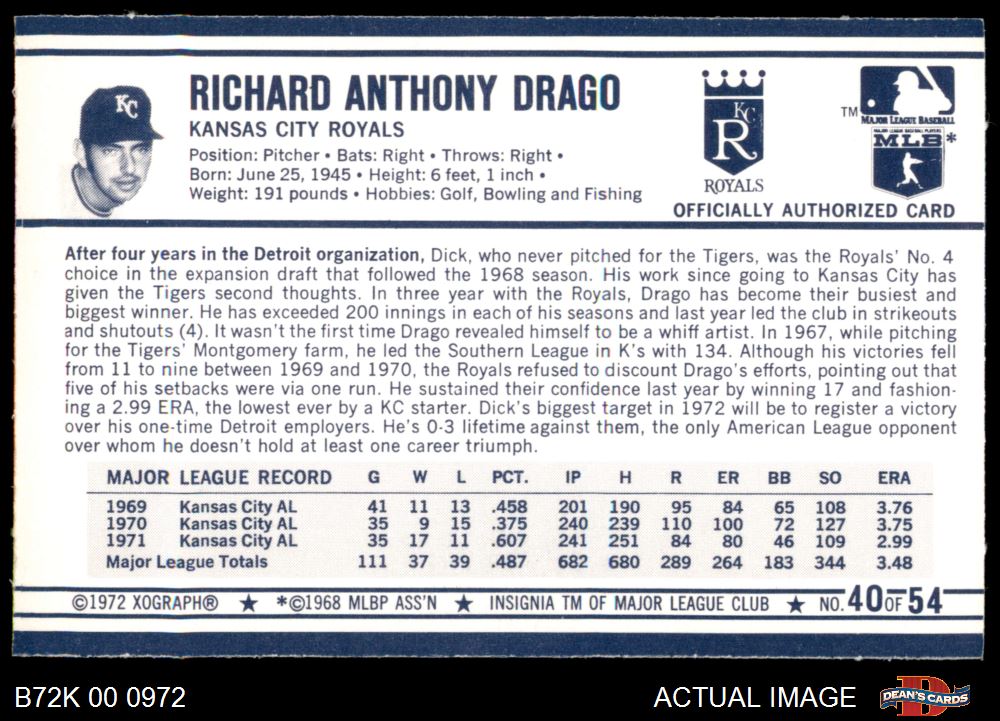 RICHARD ANTHONY DRAGO
KANSAS CITY ROYALS
Position: Pitcher • Bats: Right • Throws: Right •
Born: June 25, 1945 • Height: 6 feet, 1 inch •
Weight: 191 pounds • Hobbies: Golf, Bowling and Fishing
KC
KC
R
ROYALS
TM
MAJOR LEAGUE BASEBALL
MAJOR LEAGUE BASEBALL PLAYERS
MLB*
OFFICIALLY AUTHORIZED CARD
After four years in the Detroit organization, Dick, who never pitched for the Tigers, was the Royals' No. 4
choice in the expansion draft that followed the 1968 season. His work since going to Kansas City has
given the Tigers second thoughts. In three year with the Royals, Drago has become their busiest and
biggest winner. He has exceeded 200 innings in each of his seasons and last year led the club in strikeouts
and shutouts (4). It wasn't the first time Drago revealed himself to be a whiff artist. In 1967, while pitching
for the Tigers' Montgomery farm, he led the Southern League in K's with 134. Although his victories fell
from 11 to nine between 1969 and 1970, the Royals refused to discount Drago's efforts, pointing out that
five of his setbacks were via one run. He sustained their confidence last year by winning 17 and fashion-
ing a 2.99 ERA, the lowest ever by a KC starter. Dick's biggest target in 1972 will be to register a victory
over his one-time Detroit employers. He's 0-3 lifetime against them, the only American League opponent
over whom he doesn't hold at least one career triumph.
MAJOR LEAGUE RECORD G W L PCT. IP H R ER BB SO ERA
1969 Kansas City AL 41 11 13 .458 201 190 95 84 65 108 3.76
1970 Kansas City AL 35 9 15 .375 240 239 110 100 72 127 3.75
1971 Kansas City AL 35 17 11 .607 241 251 84 80 46 109 2.99
Major League Totals 111 37 39 .487 682 680 289 264 183 344 3.48
©1972 XOGRAPH® ★ *©1968 MLBP ASS'N ★ INSIGNIA TM OF MAJOR LEAGUE CLUB ★ NO. 40 OF 54
B72K 00 0972
ACTUAL IMAGE
DEAN'S CARDS